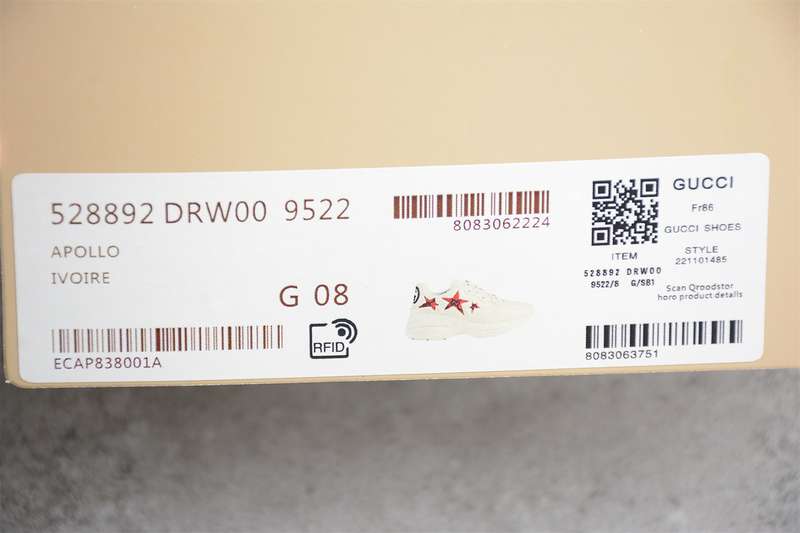 528892 DRW00 9522
APOLLO
IVOIRE
G 08
ECAP838001A
RFID
8083062224
GUCCI
Fr86
GUCCI SHOES
ITEM
STYLE
221101485
528892 DRW00
9522/8 G/SB1
Scan Qroodstor
horo product details
8083063751